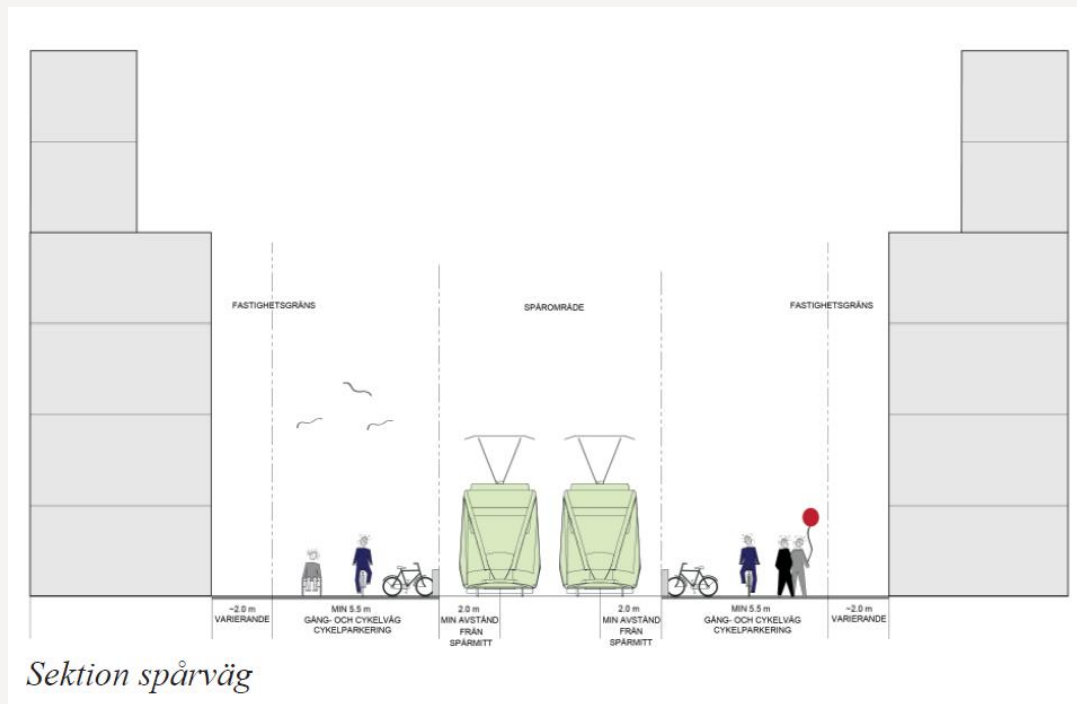 FASTIGHETSGRÄNS
SPÅROMRÅDE
FASTIGHETSGRÄNS
~2.0 m
VARIERANDE
MIN 5.5 m
GÅNG- OCH CYKELVÄG
CYKELPARKERING
2.0 m
MIN AVSTÅND
FRÅN
SPÅRMITT
2.0 m
MIN AVSTÅND
FRÅN
SPÅRMITT
MIN 5.5 m
GÅNG- OCH CYKELVÄG
CYKELPARKERING
~2.0 m
VARIERANDE
Sektion spårväg